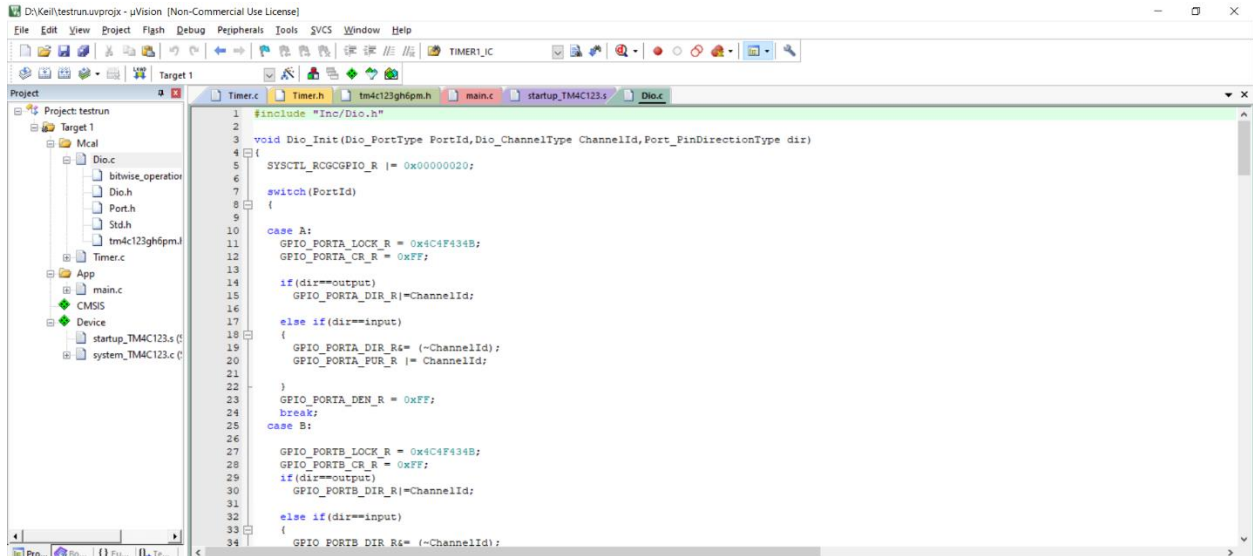 D:\Keil\testrun.uvprojx - µVision [Non-Commercial Use License]
File Edit View Project Flash Debug Peripherals Tools SVCS Window Help
TIMER1_IC
LOAD Target 1
Project
Timer.c Timer.h tm4c123gh6pm.h main.c startup_TM4C123.s Dio.c
Project: testrun
Target 1
Mcal
Dio.c
bitwise_operation
Dio.h
Port.h
Std.h
tm4c123gh6pm.h
Timer.c
App
main.c
CMSIS
Device
startup_TM4C123.s (S
system_TM4C123.c (S
Pro... Bo... {} Fu... Te...
1 #include "Inc/Dio.h"
2
3 void Dio_Init(Dio_PortType PortId,Dio_ChannelType ChannelId,Port_PinDirectionType dir)
4 {
5 SYSCTL_RCGCGPIO_R |= 0x00000020;
6
7 switch(PortId)
8 {
9
10 case A:
11 GPIO_PORTA_LOCK_R = 0x4C4F434B;
12 GPIO_PORTA_CR_R = 0xFF;
13
14 if(dir==output)
15 GPIO_PORTA_DIR_R|=ChannelId;
16
17 else if(dir==input)
18 {
19 GPIO_PORTA_DIR_R&= (~ChannelId);
20 GPIO_PORTA_PUR_R |= ChannelId;
21
22 }
23 GPIO_PORTA_DEN_R = 0xFF;
24 break;
25 case B:
26
27 GPIO_PORTB_LOCK_R = 0x4C4F434B;
28 GPIO_PORTB_CR_R = 0xFF;
29 if(dir==output)
30 GPIO_PORTB_DIR_R|=ChannelId;
31
32 else if(dir==input)
33 {
34 GPIO_PORTB_DIR_R&= (~ChannelId);